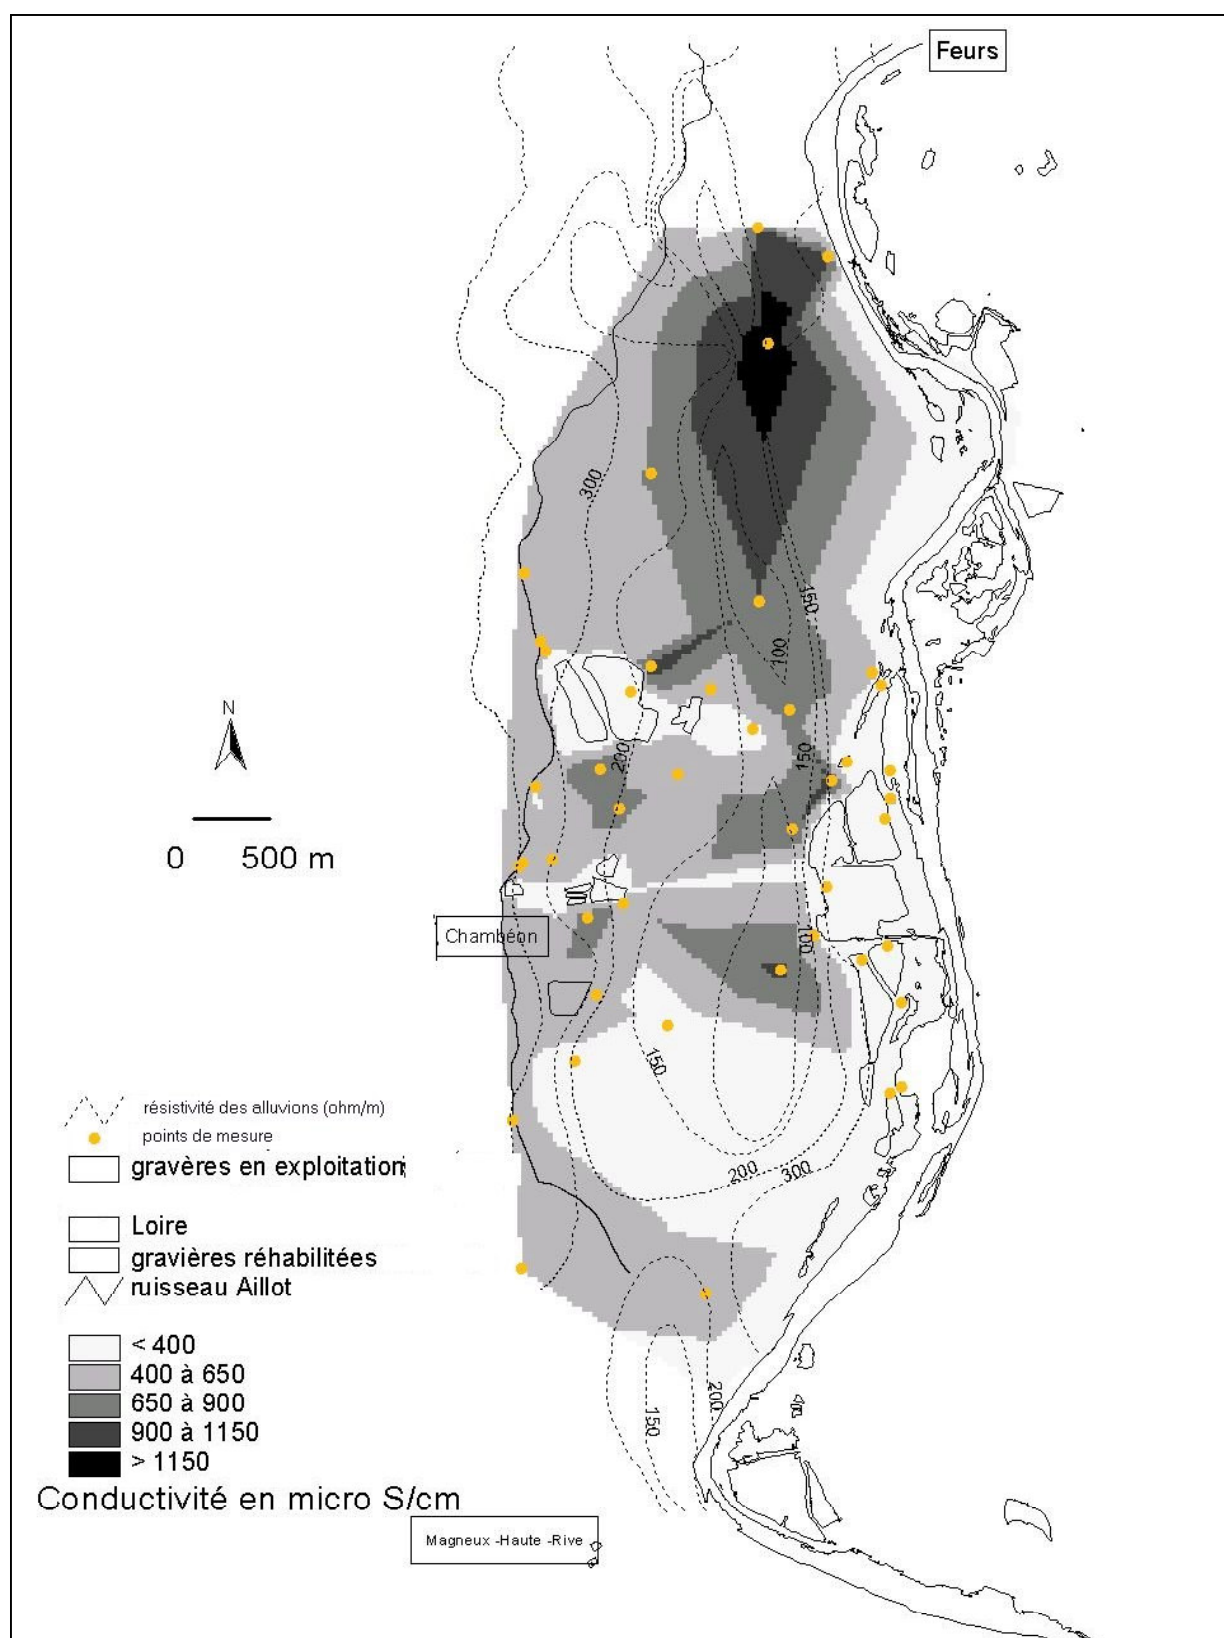 Feurs
300
150
100
N
200
150
0 500 m
Chambéon
100
150
résistivité des alluvions (ohm/m)
points de mesure
gravères en exploitation
200
300
Loire
gravières réhabilitées
ruisseau Aillot
< 400
400 à 650
650 à 900
900 à 1150
> 1150
200
150
Conductivité en micro S/cm
Magneux -Haute -Rive